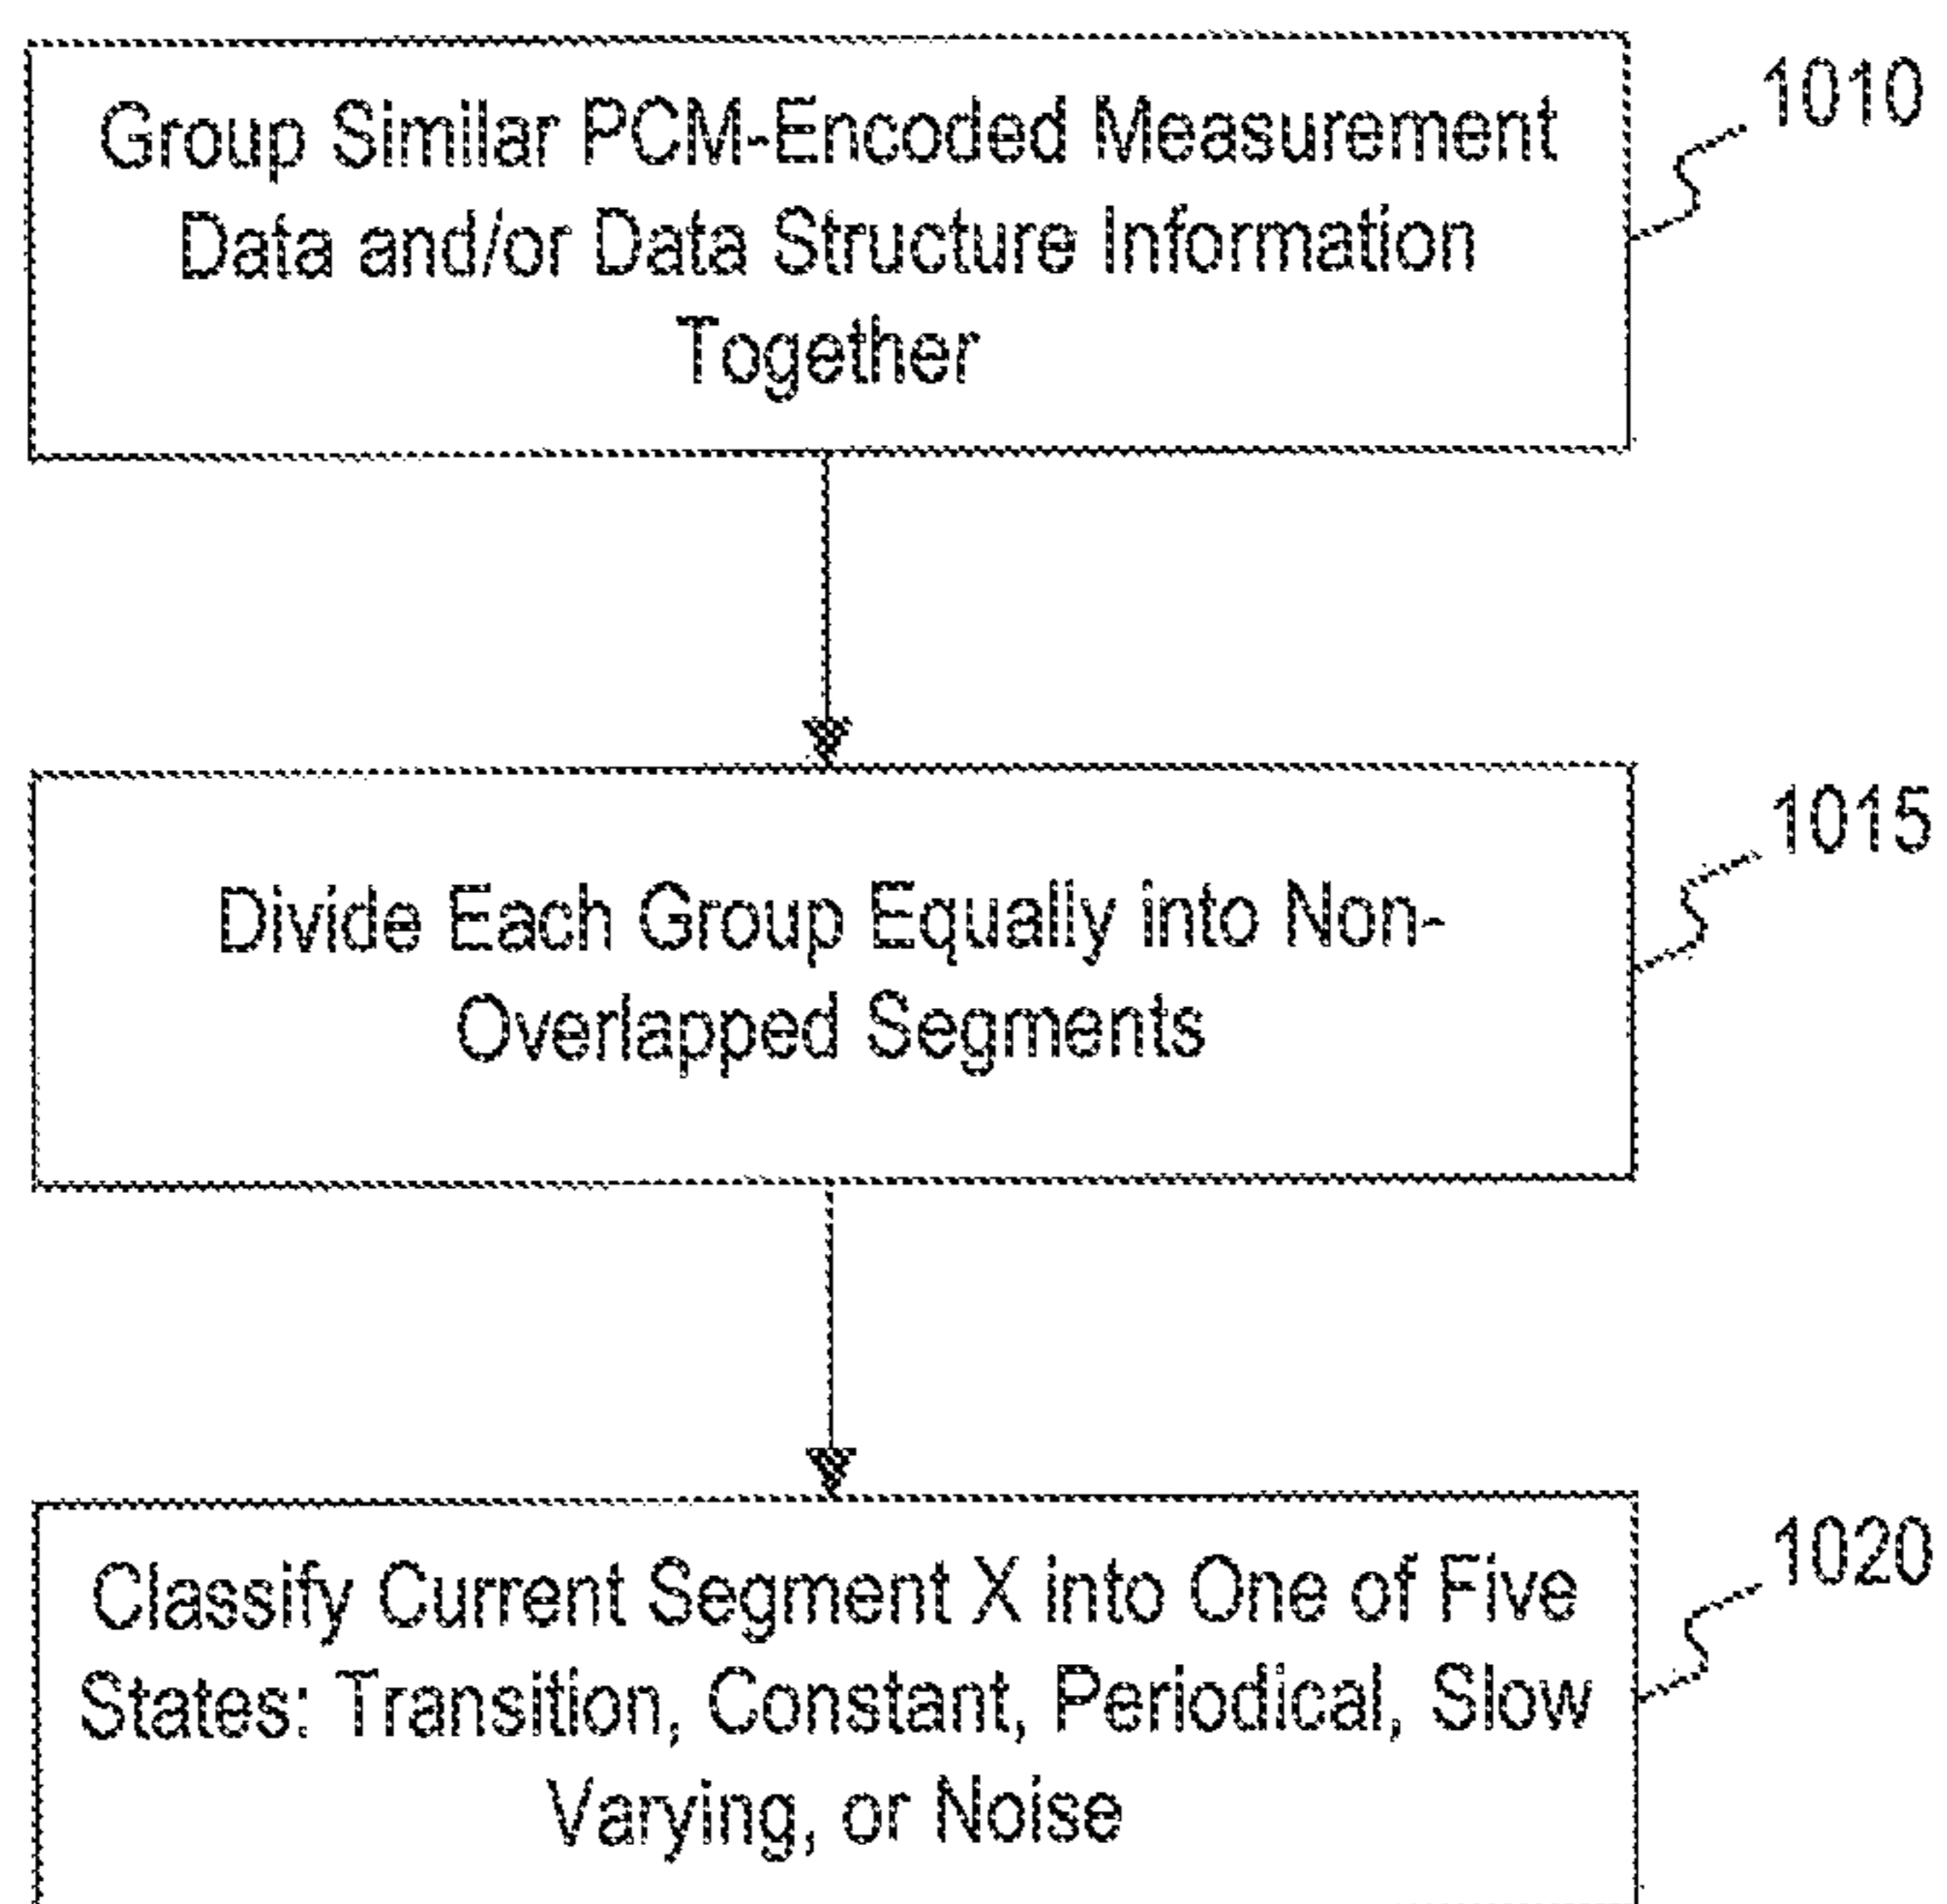 Group Similar PCM-Encoded Measurement
Data and/or Data Structure Information
Together
1010
Divide Each Group Equally into Non-
Overlapped Segments
1015
Classify Current Segment X into One of Five
States: Transition, Constant, Periodical, Slow
Varying, or Noise
1020